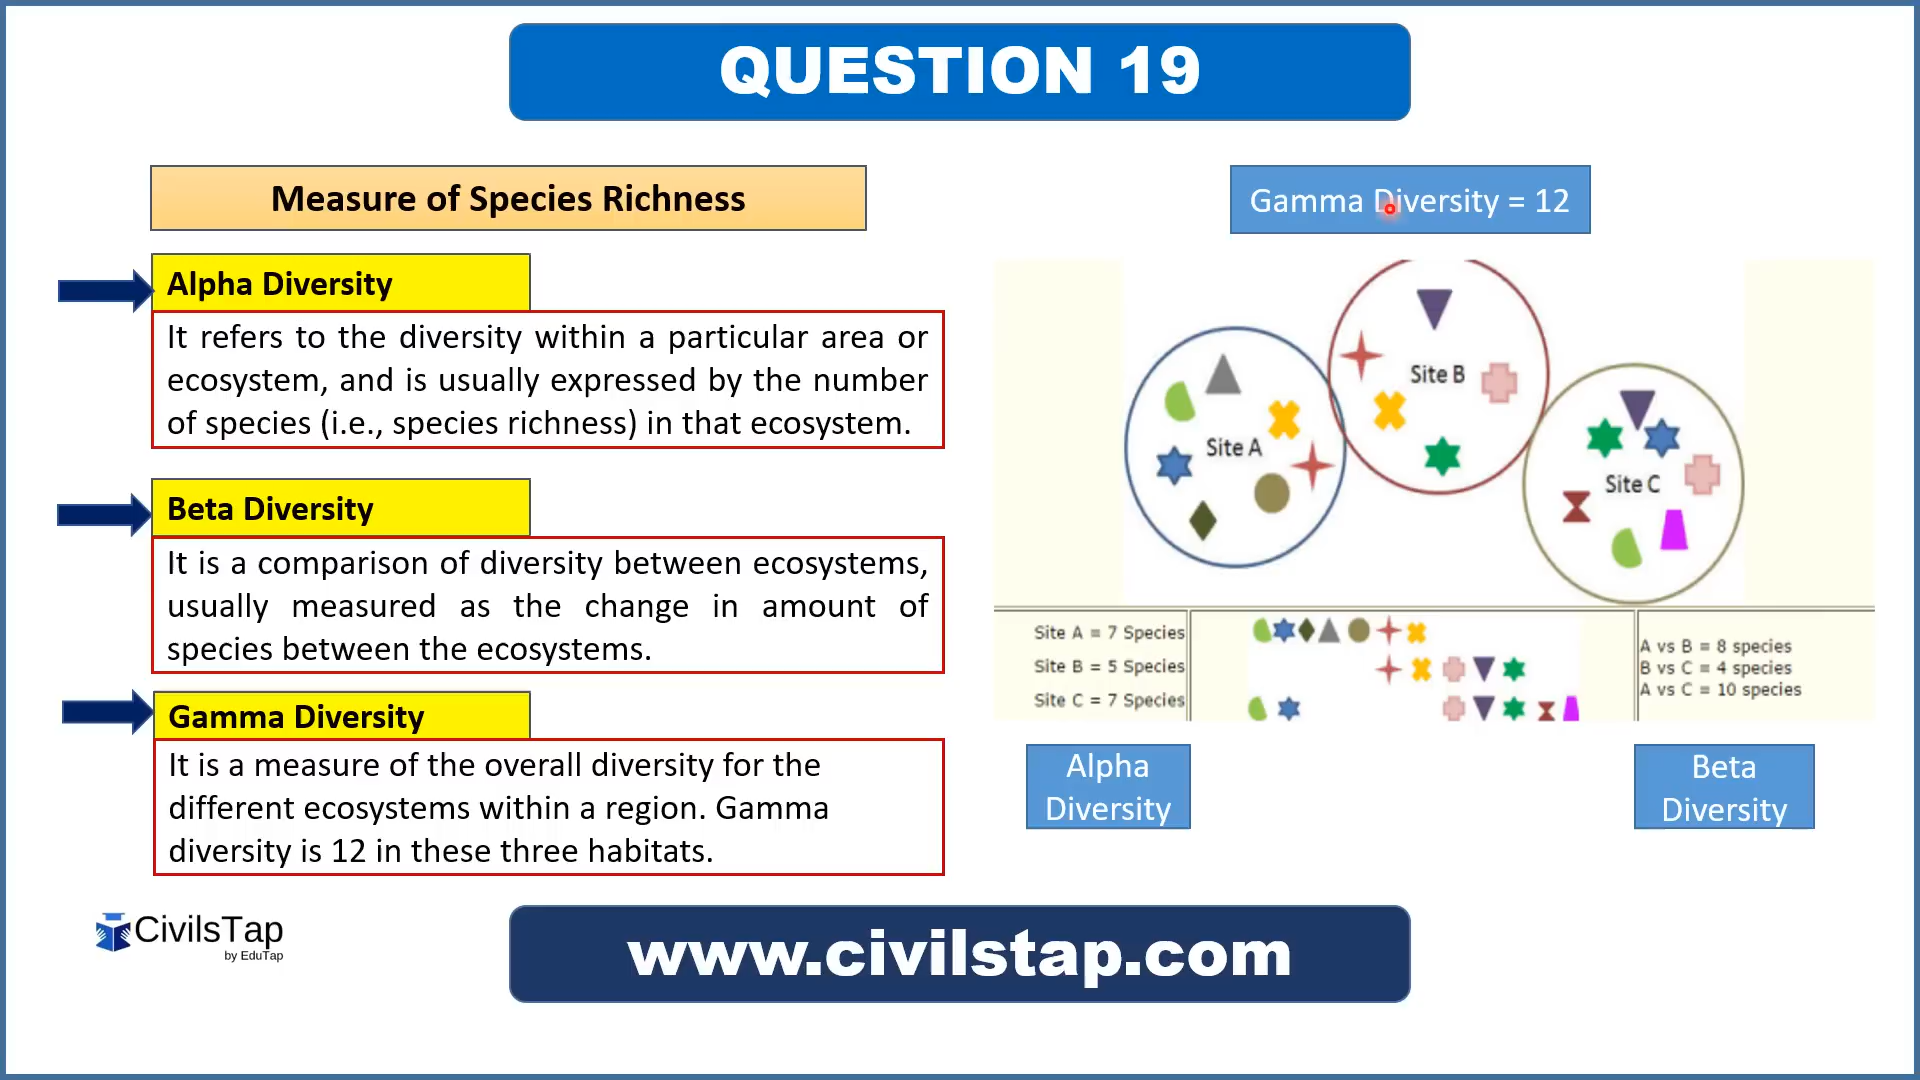 QUESTION 19
Measure of Species Richness
Alpha Diversity
It refers to the diversity within a particular area or
ecosystem, and is usually expressed by the number
of species (i.e., species richness) in that ecosystem.
Beta Diversity
It is a comparison of diversity between ecosystems,
usually measured as the change in amount of
species between the ecosystems.
Gamma Diversity
It is a measure of the overall diversity for the
different ecosystems within a region. Gamma
diversity is 12 in these three habitats.
Gamma Diversity = 12
Site A
Site B
Site C
Site A = 7 Species
Site B = 5 Species
Site C = 7 Species
A vs B = 8 species
B vs C = 4 species
A vs C = 10 species
Alpha
Diversity
Beta
Diversity
CivilsTap
by EduTap
www.civilstap.com